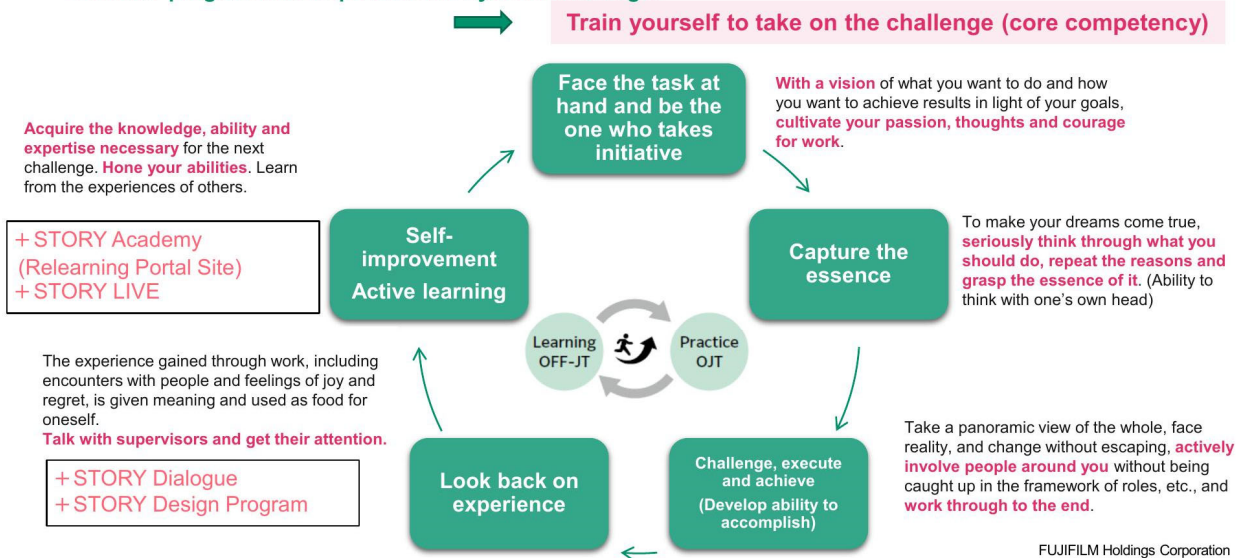 Train yourself to take on the challenge (core competency)
Face the task at
hand and be the
one who takes
initiative
With a vision of what you want to do and how
you want to achieve results in light of your goals,
cultivate your passion, thoughts and courage
for work.
Acquire the knowledge, ability and
expertise necessary for the next
challenge. Hone your abilities. Learn
from the experiences of others.
+ STORY Academy
(Relearning Portal Site)
+ STORY LIVE
Self-
improvement
Active learning
Capture the
essence
To make your dreams come true,
seriously think through what you
should do, repeat the reasons and
grasp the essence of it. (Ability to
think with one's own head)
Learning
OFF-JT
Practice
OJT
The experience gained through work, including
encounters with people and feelings of joy and
regret, is given meaning and used as food for
oneself.
Talk with supervisors and get their attention.
+ STORY Dialogue
+ STORY Design Program
Look back on
experience
Challenge, execute
and achieve
(Develop ability to
accomplish)
Take a panoramic view of the whole, face
reality, and change without escaping, actively
involve people around you without being
caught up in the framework of roles, etc., and
work through to the end.
FUJIFILM Holdings Corporation